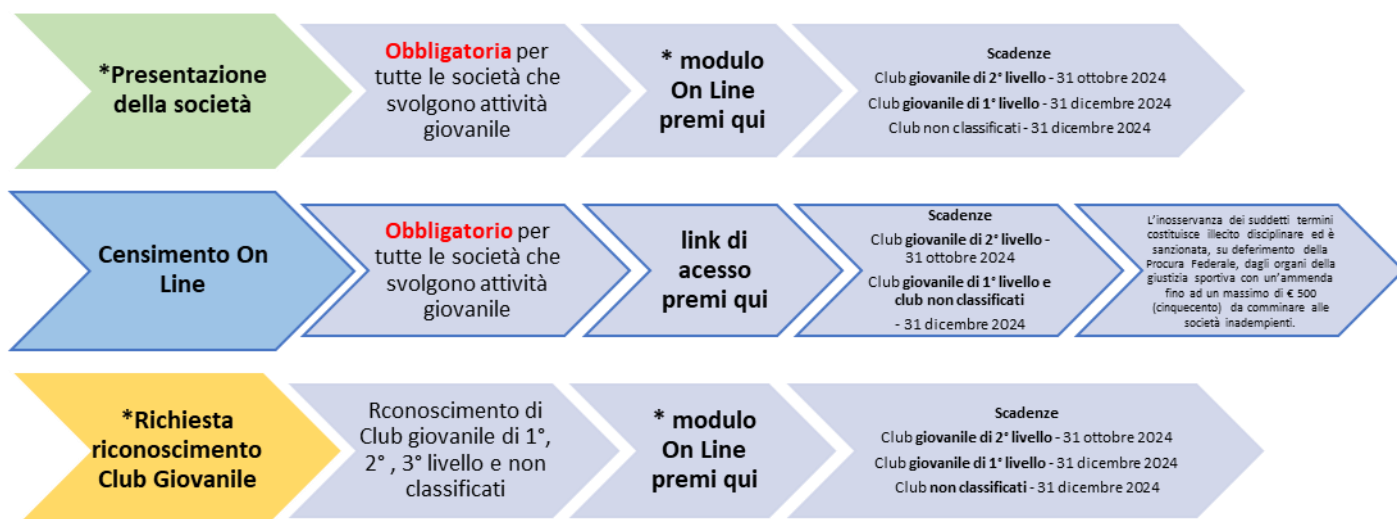 *Presentazione
della società
Obbligatoria per
tutte le società che
svolgono attività
giovanile
* modulo
On Line
premi qui
Scadenze
Club giovanile di 2° livello - 31 ottobre 2024
Club giovanile di 1° livello - 31 dicembre 2024
Club non classificati - 31 dicembre 2024
Censimento On
Line
Obbligatorio per
tutte le società che
svolgono attività
giovanile
link di
acesso
premi qui
Scadenze
Club giovanile di 2° livello -
31 ottobre 2024
Club giovanile di 1° livello e
club non classificati
- 31 dicembre 2024
L'inosservanza dei suddetti termini
costituisce illecito disciplinare ed è
sanzionata, su deferimento della
Procura Federale, dagli organi della
giustizia sportiva con un'ammenda
fino ad un massimo di € 500
(cinquecento) da comminare alle
società inadempienti.
*Richiesta
riconoscimento
Club Giovanile
Rconoscimento di
Club giovanile di 1°,
2° , 3° livello e non
classificati
* modulo
On Line
premi qui
Scadenze
Club giovanile di 2° livello - 31 ottobre 2024
Club giovanile di 1° livello - 31 dicembre 2024
Club non classificati - 31 dicembre 2024